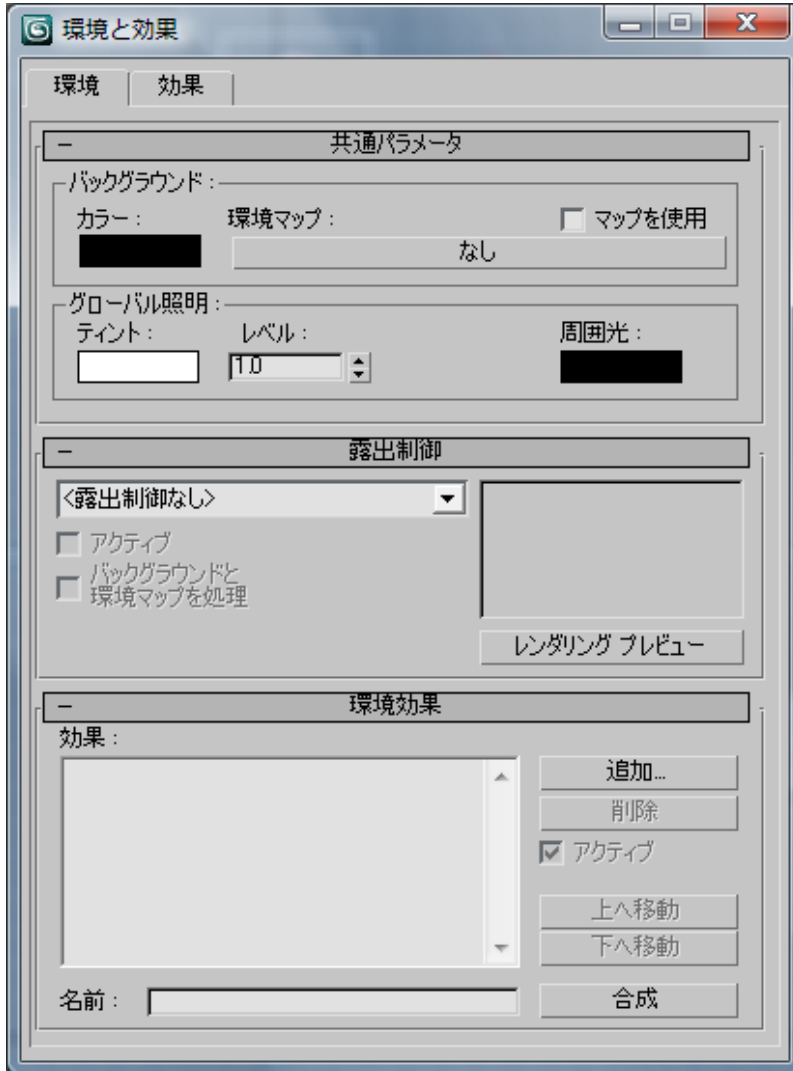 環境と効果
環境 効果
共通パラメータ
バックグラウンド :
カラー : 環境マップ : マップを使用
なし
グローバル照明 :
ティント : レベル : 周囲光 :
1.0
露出制御
<露出制御なし>
アクティブ
バックグラウンドと
環境マップを処理
レンダリング プレビュー
環境効果
効果 :
追加...
削除
アクティブ
上へ移動
下へ移動
名前 : 合成